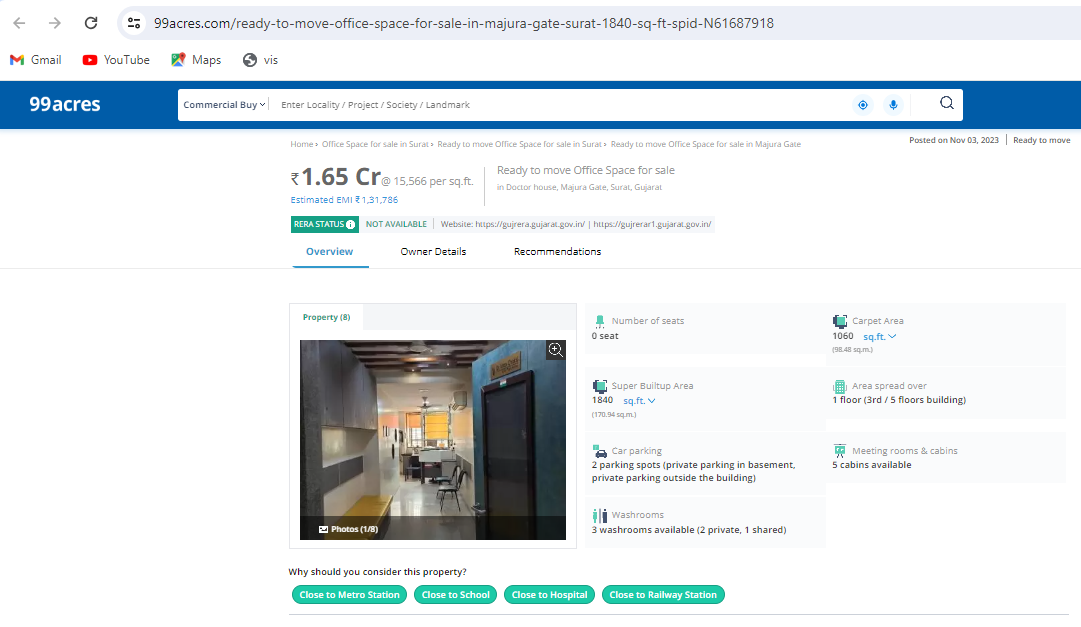 99acres.com/ready-to-move-office-space-for-sale-in-majura-gate-surat-1840-sq-ft-spid-N61687918
Gmail YouTube Maps vis
99acres Commercial Buy Enter Locality / Project / Society / Landmark
Home › Office Space for sale in Surat › Ready to move Office Space for sale in Surat › Ready to move Office Space for sale in Majura Gate
Posted on Nov 03, 2023 | Ready to move
₹1.65 Cr @ 15,566 per sq.ft.
Estimated EMI ₹ 1,31,786
Ready to move Office Space for sale
in Doctor house, Majura Gate, Surat, Gujarat
RERA STATUS NOT AVAILABLE | Website: https://gujrera.gujarat.gov.in/ | https://gujrerar1.gujarat.gov.in/
Overview Owner Details Recommendations
Property (8)
Photos (1/8)
Number of seats
0 seat
Carpet Area
1060 sq.ft.
(98.48 sq.m.)
Super Builtup Area
1840 sq.ft.
(170.94 sq.m.)
Area spread over
1 floor (3rd / 5 floors building)
Car parking
2 parking spots (private parking in basement,
private parking outside the building)
Meeting rooms & cabins
5 cabins available
Washrooms
3 washrooms available (2 private, 1 shared)
Why should you consider this property?
Close to Metro Station Close to School Close to Hospital Close to Railway Station